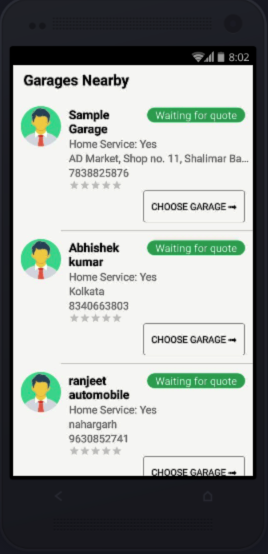 8:02
Garages Nearby
Sample Garage
Waiting for quote
Home Service: Yes
AD Market, Shop no. 11, Shalimar Ba...
7838825876
CHOOSE GARAGE ➞
Abhishek kumar
Waiting for quote
Home Service: Yes
Kolkata
8340663803
CHOOSE GARAGE ➞
ranjeet automobile
Waiting for quote
Home Service: Yes
nahargarh
9630852741
CHOOSE GARAGE ➞